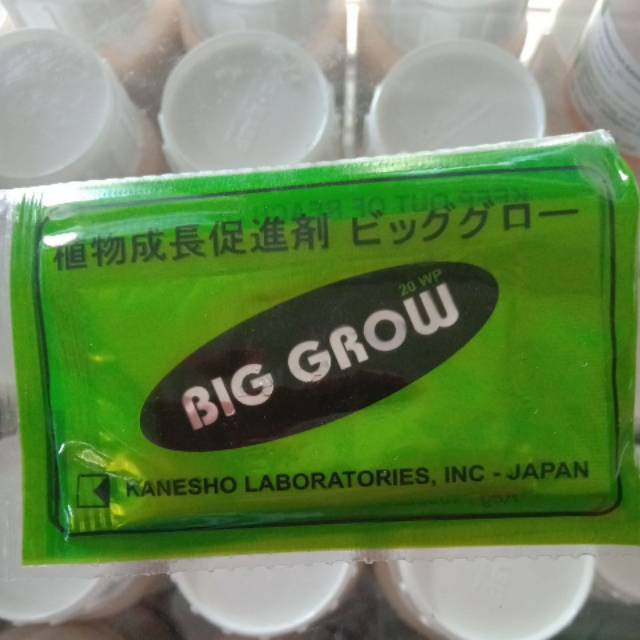 KEEP OUT OF REAC
植物成長促進剤 ビッググロー
20 WP
BIG GROW
KANESHO LABORATORIES, INC - JAPAN